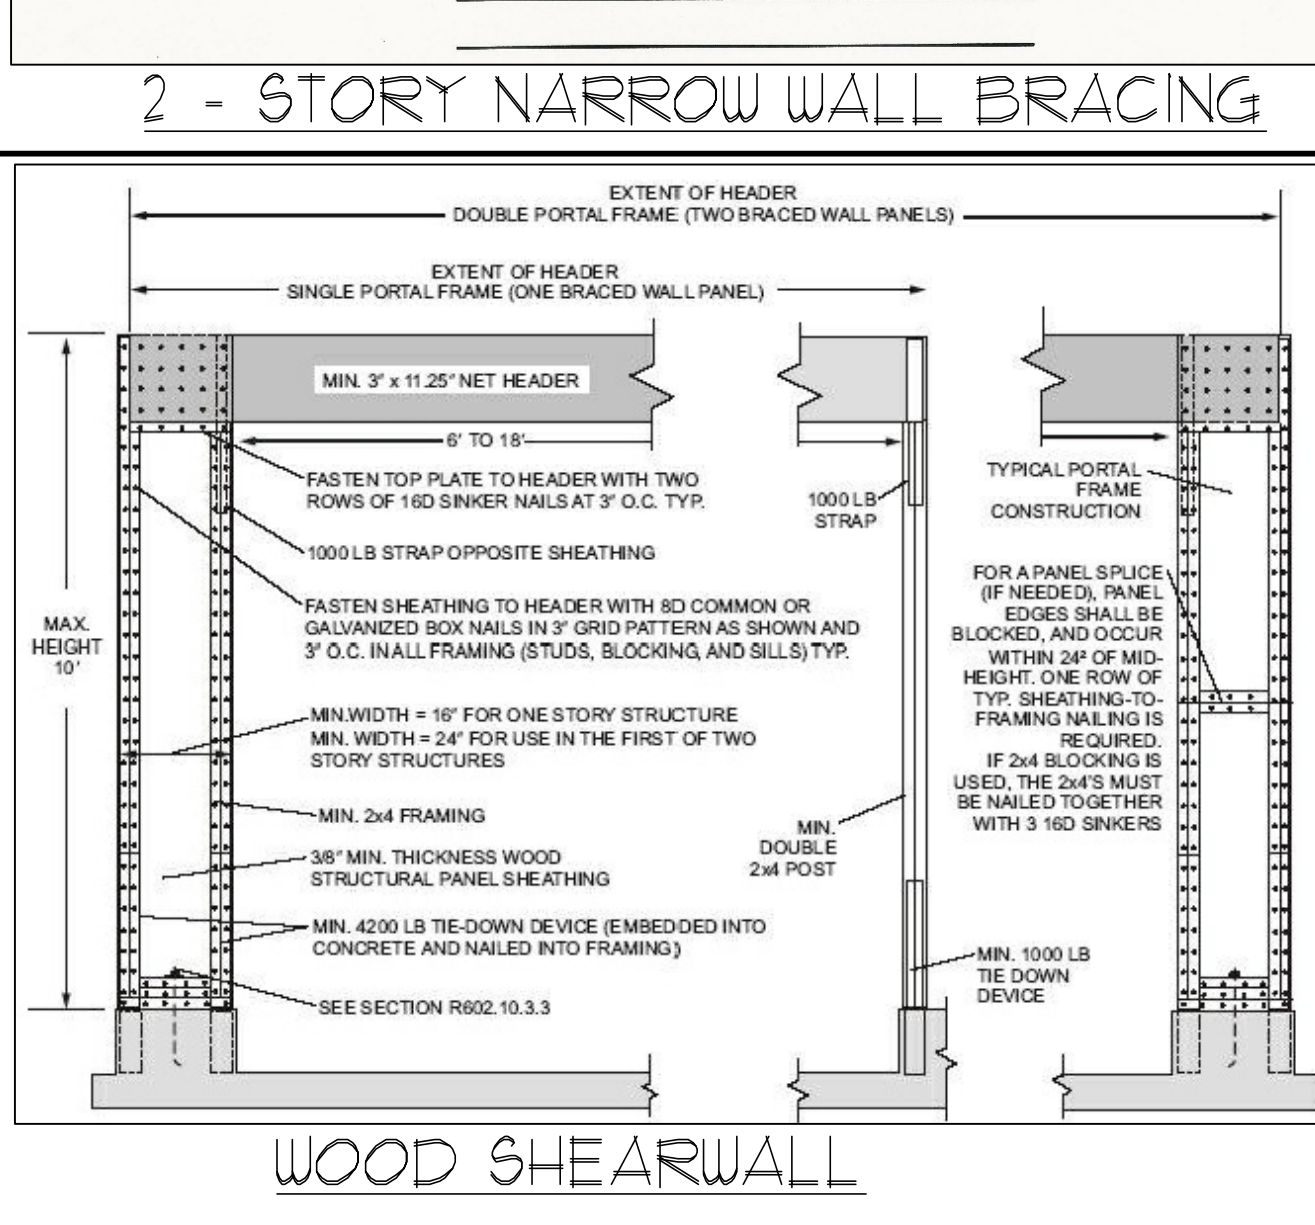 2 - STORY NARROW WALL BRACING
EXTENT OF HEADER
DOUBLE PORTAL FRAME (TWO BRACED WALL PANELS)
EXTENT OF HEADER
SINGLE PORTAL FRAME (ONE BRACED WALL PANEL)
MIN. 3" x 11.25" NET HEADER
6' TO 18'
FASTEN TOP PLATE TO HEADER WITH TWO
ROWS OF 16D SINKER NAILS AT 3" O.C. TYP.
1000 LB STRAP OPPOSITE SHEATHING
FASTEN SHEATHING TO HEADER WITH 8D COMMON OR
GALVANIZED BOX NAILS IN 3" GRID PATTERN AS SHOWN AND
3" O.C. IN ALL FRAMING (STUDS, BLOCKING, AND SILLS) TYP.
MAX.
HEIGHT
10'
MIN. WIDTH = 16" FOR ONE STORY STRUCTURE
MIN. WIDTH = 24" FOR USE IN THE FIRST OF TWO
STORY STRUCTURES
MIN. 2x4 FRAMING
3/8" MIN. THICKNESS WOOD
STRUCTURAL PANEL SHEATHING
MIN. 4200 LB TIE-DOWN DEVICE (EMBEDDED INTO
CONCRETE AND NAILED INTO FRAMING)
SEE SECTION R602.10.3.3
1000 LB
STRAP
MIN.
DOUBLE
2x4 POST
MIN. 1000 LB
TIE DOWN
DEVICE
TYPICAL PORTAL
FRAME
CONSTRUCTION
FOR A PANEL SPLICE
(IF NEEDED), PANEL
EDGES SHALL BE
BLOCKED, AND OCCUR
WITHIN 24² OF MID-
HEIGHT. ONE ROW OF
TYP. SHEATHING-TO-
FRAMING NAILING IS
REQUIRED.
IF 2x4 BLOCKING IS
USED, THE 2x4'S MUST
BE NAILED TOGETHER
WITH 3 16D SINKERS
WOOD SHEARWALL